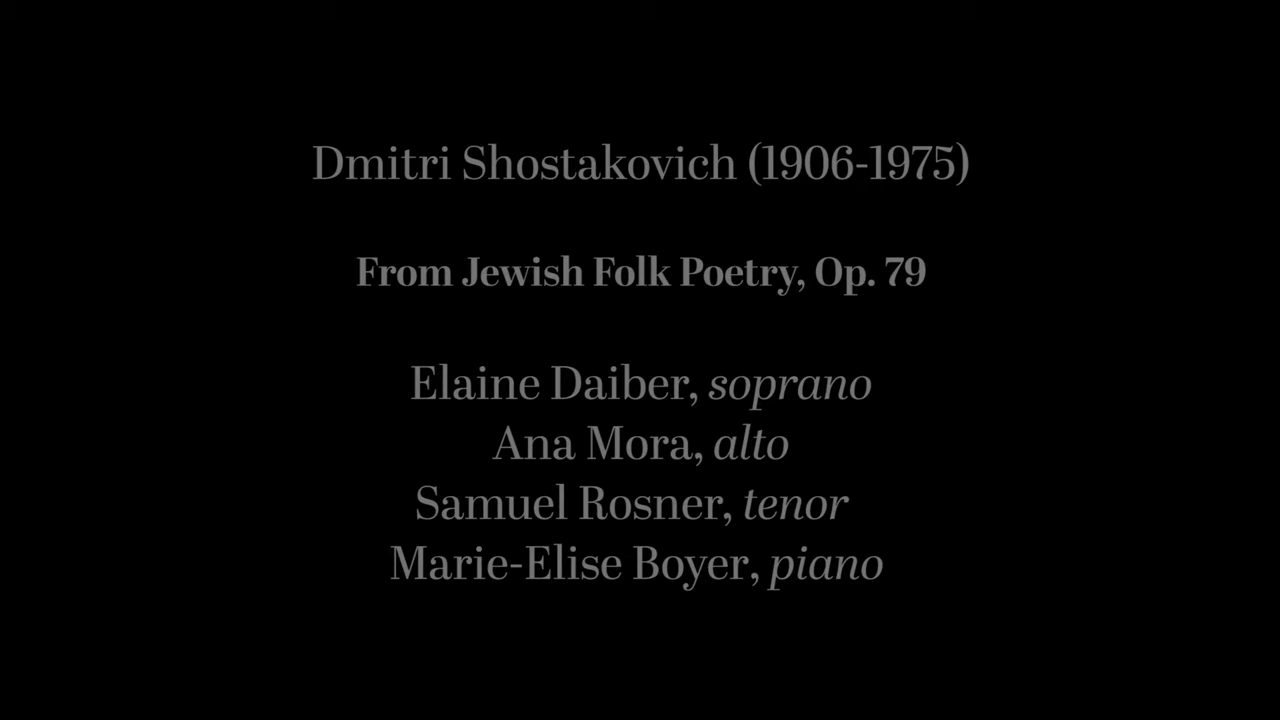 Dmitri Shostakovich (1906-1975)
From Jewish Folk Poetry, Op. 79
Elaine Daiber, soprano
Ana Mora, alto
Samuel Rosner, tenor
Marie-Elise Boyer, piano